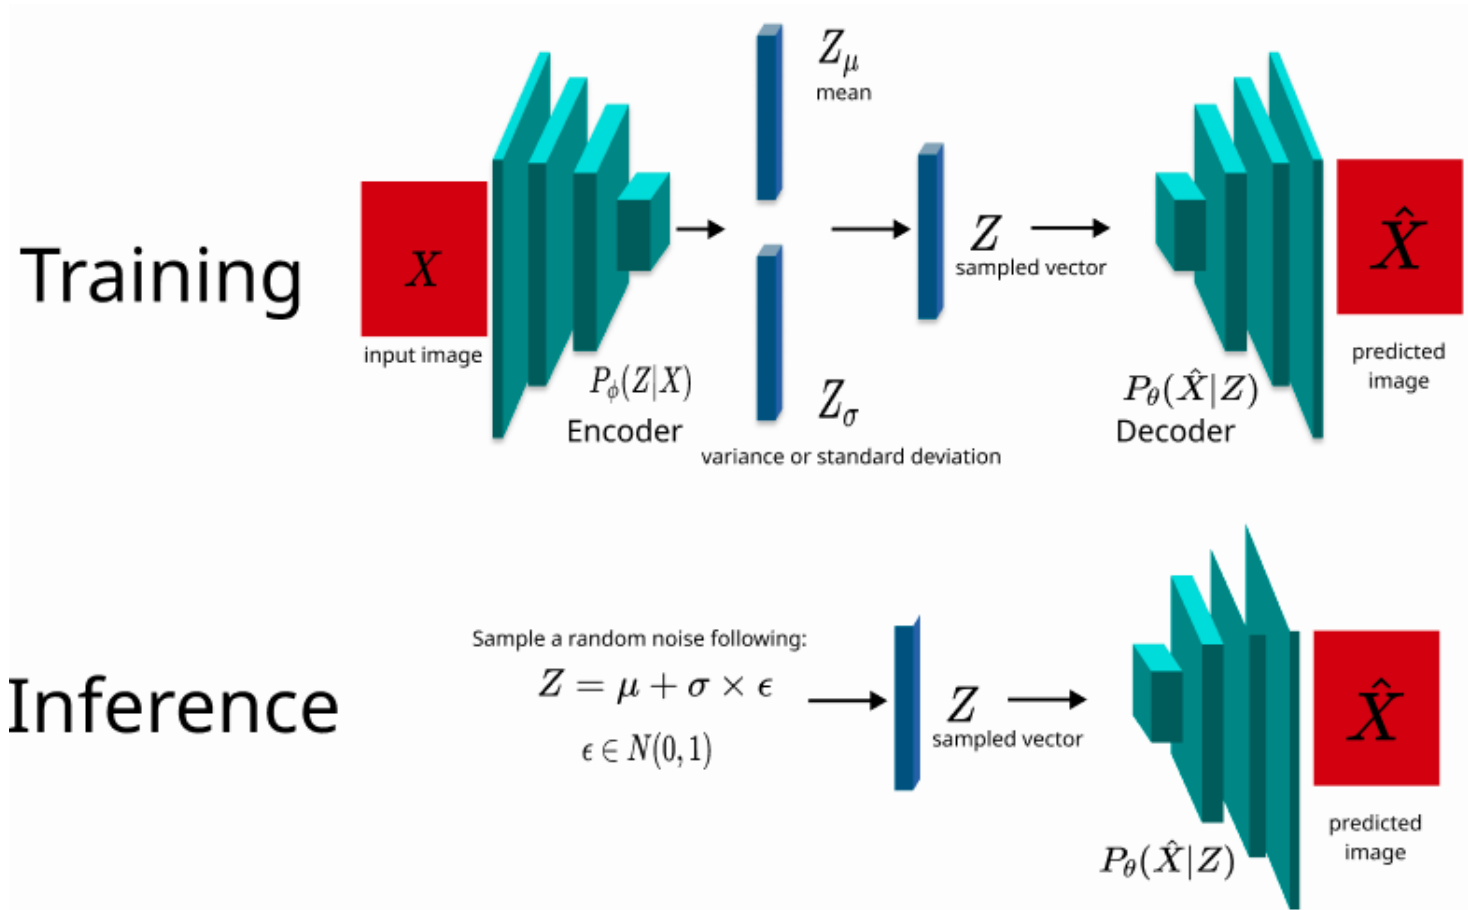 Training
X
input image
P_ϕ(Z|X)
Encoder
Z_μ
mean
Z_σ
variance or standard deviation
Z
sampled vector
P_θ(X̂|Z)
Decoder
X̂
predicted
image
Inference
Sample a random noise following:
Z = μ + σ × ϵ
ϵ ∈ N(0, 1)
Z
sampled vector
P_θ(X̂|Z)
X̂
predicted
image